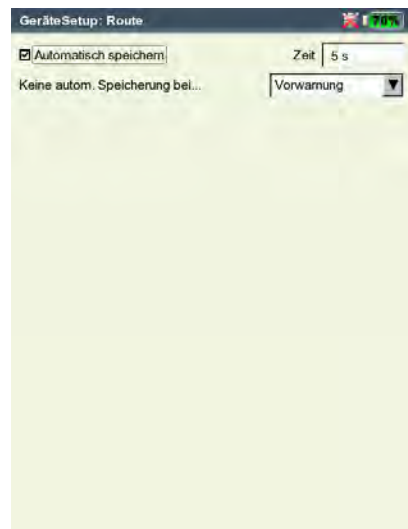 GeräteSetup: Route 70%
Automatisch speichern Zeit 5 s
Keine autom. Speicherung bei... Vorwarnung